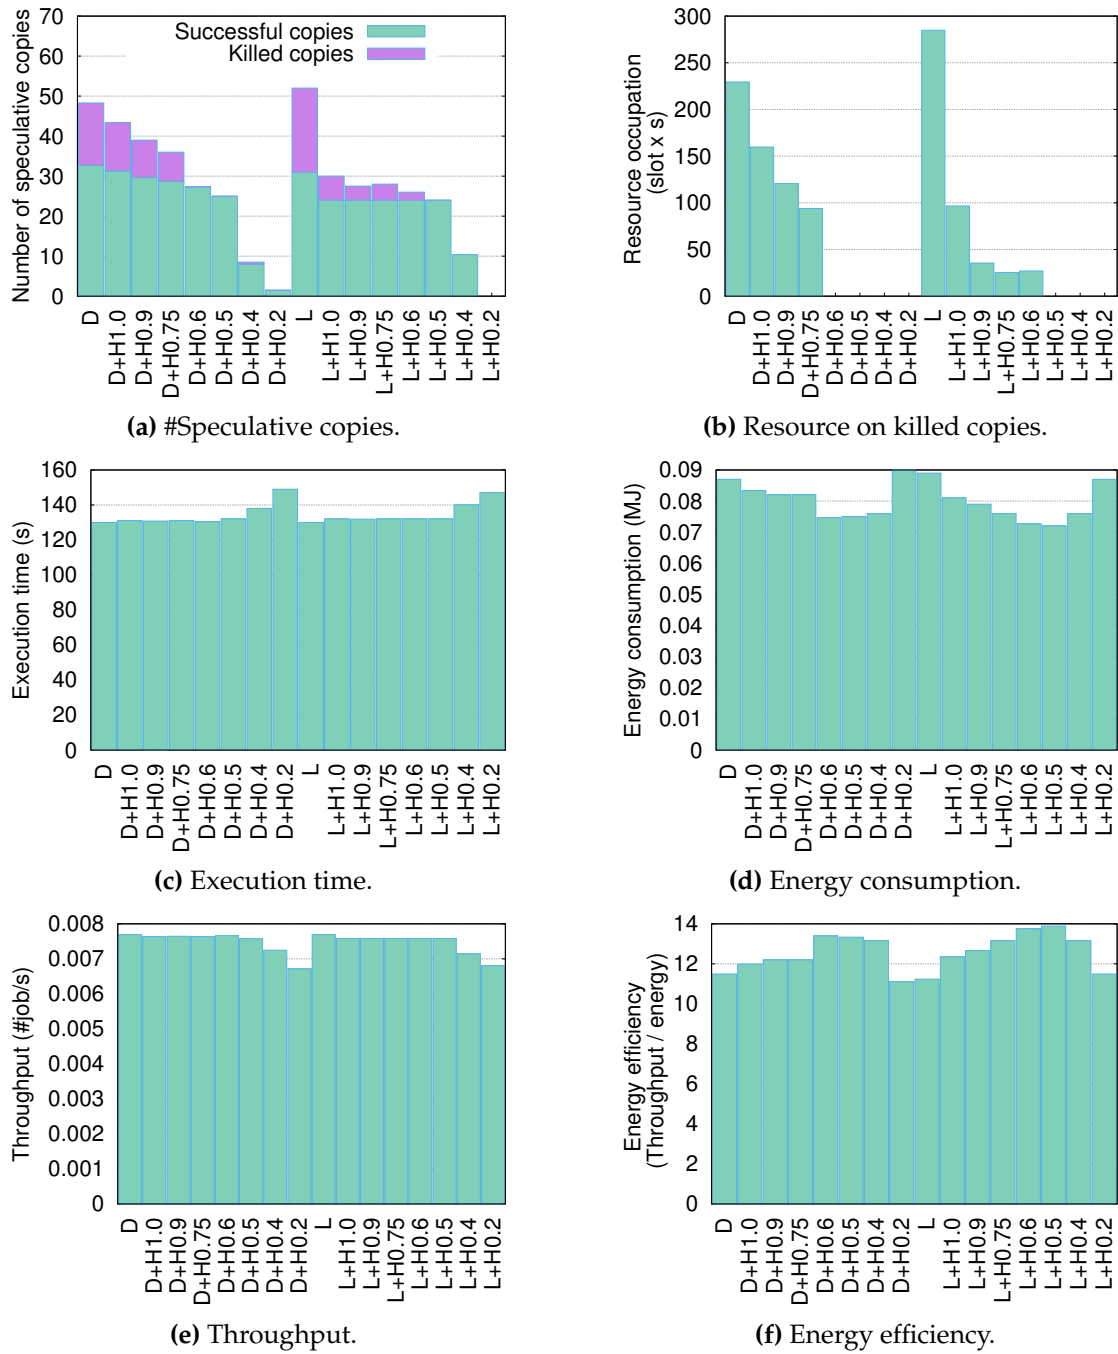 Number of speculative copies
70
60
50
40
30
20
10
0
Successful copies
Killed copies
D
D+H1.0
D+H0.9
D+H0.75
D+H0.6
D+H0.5
D+H0.4
D+H0.2
L
L+H1.0
L+H0.9
L+H0.75
L+H0.6
L+H0.5
L+H0.4
L+H0.2
(a) #Speculative copies.
Resource occupation
(slot x s)
300
250
200
150
100
50
0
D
D+H1.0
D+H0.9
D+H0.75
D+H0.6
D+H0.5
D+H0.4
D+H0.2
L
L+H1.0
L+H0.9
L+H0.75
L+H0.6
L+H0.5
L+H0.4
L+H0.2
(b) Resource on killed copies.
Execution time (s)
160
140
120
100
80
60
40
20
0
D
D+H1.0
D+H0.9
D+H0.75
D+H0.6
D+H0.5
D+H0.4
D+H0.2
L
L+H1.0
L+H0.9
L+H0.75
L+H0.6
L+H0.5
L+H0.4
L+H0.2
(c) Execution time.
Energy consumption (MJ)
0.09
0.08
0.07
0.06
0.05
0.04
0.03
0.02
0.01
0
D
D+H1.0
D+H0.9
D+H0.75
D+H0.6
D+H0.5
D+H0.4
D+H0.2
L
L+H1.0
L+H0.9
L+H0.75
L+H0.6
L+H0.5
L+H0.4
L+H0.2
(d) Energy consumption.
Throughput (#job/s)
0.008
0.007
0.006
0.005
0.004
0.003
0.002
0.001
0
D
D+H1.0
D+H0.9
D+H0.75
D+H0.6
D+H0.5
D+H0.4
D+H0.2
L
L+H1.0
L+H0.9
L+H0.75
L+H0.6
L+H0.5
L+H0.4
L+H0.2
(e) Throughput.
Energy efficiency
(Throughput / energy)
14
12
10
8
6
4
2
0
D
D+H1.0
D+H0.9
D+H0.75
D+H0.6
D+H0.5
D+H0.4
D+H0.2
L
L+H1.0
L+H0.9
L+H0.75
L+H0.6
L+H0.5
L+H0.4
L+H0.2
(f) Energy efficiency.